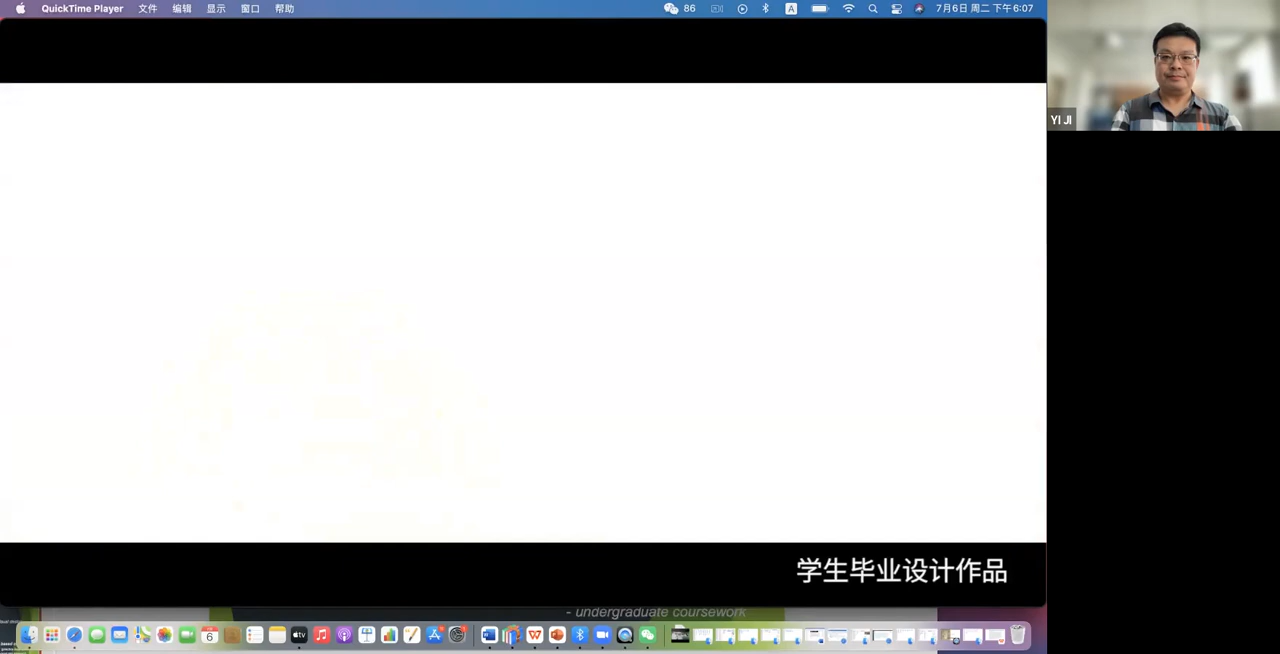 QuickTime Player 文件 编辑 显示 窗口 帮助 86 A 7月6日 周二 下午6:07
YI JI
学生毕业设计作品
- undergraduate coursework
6